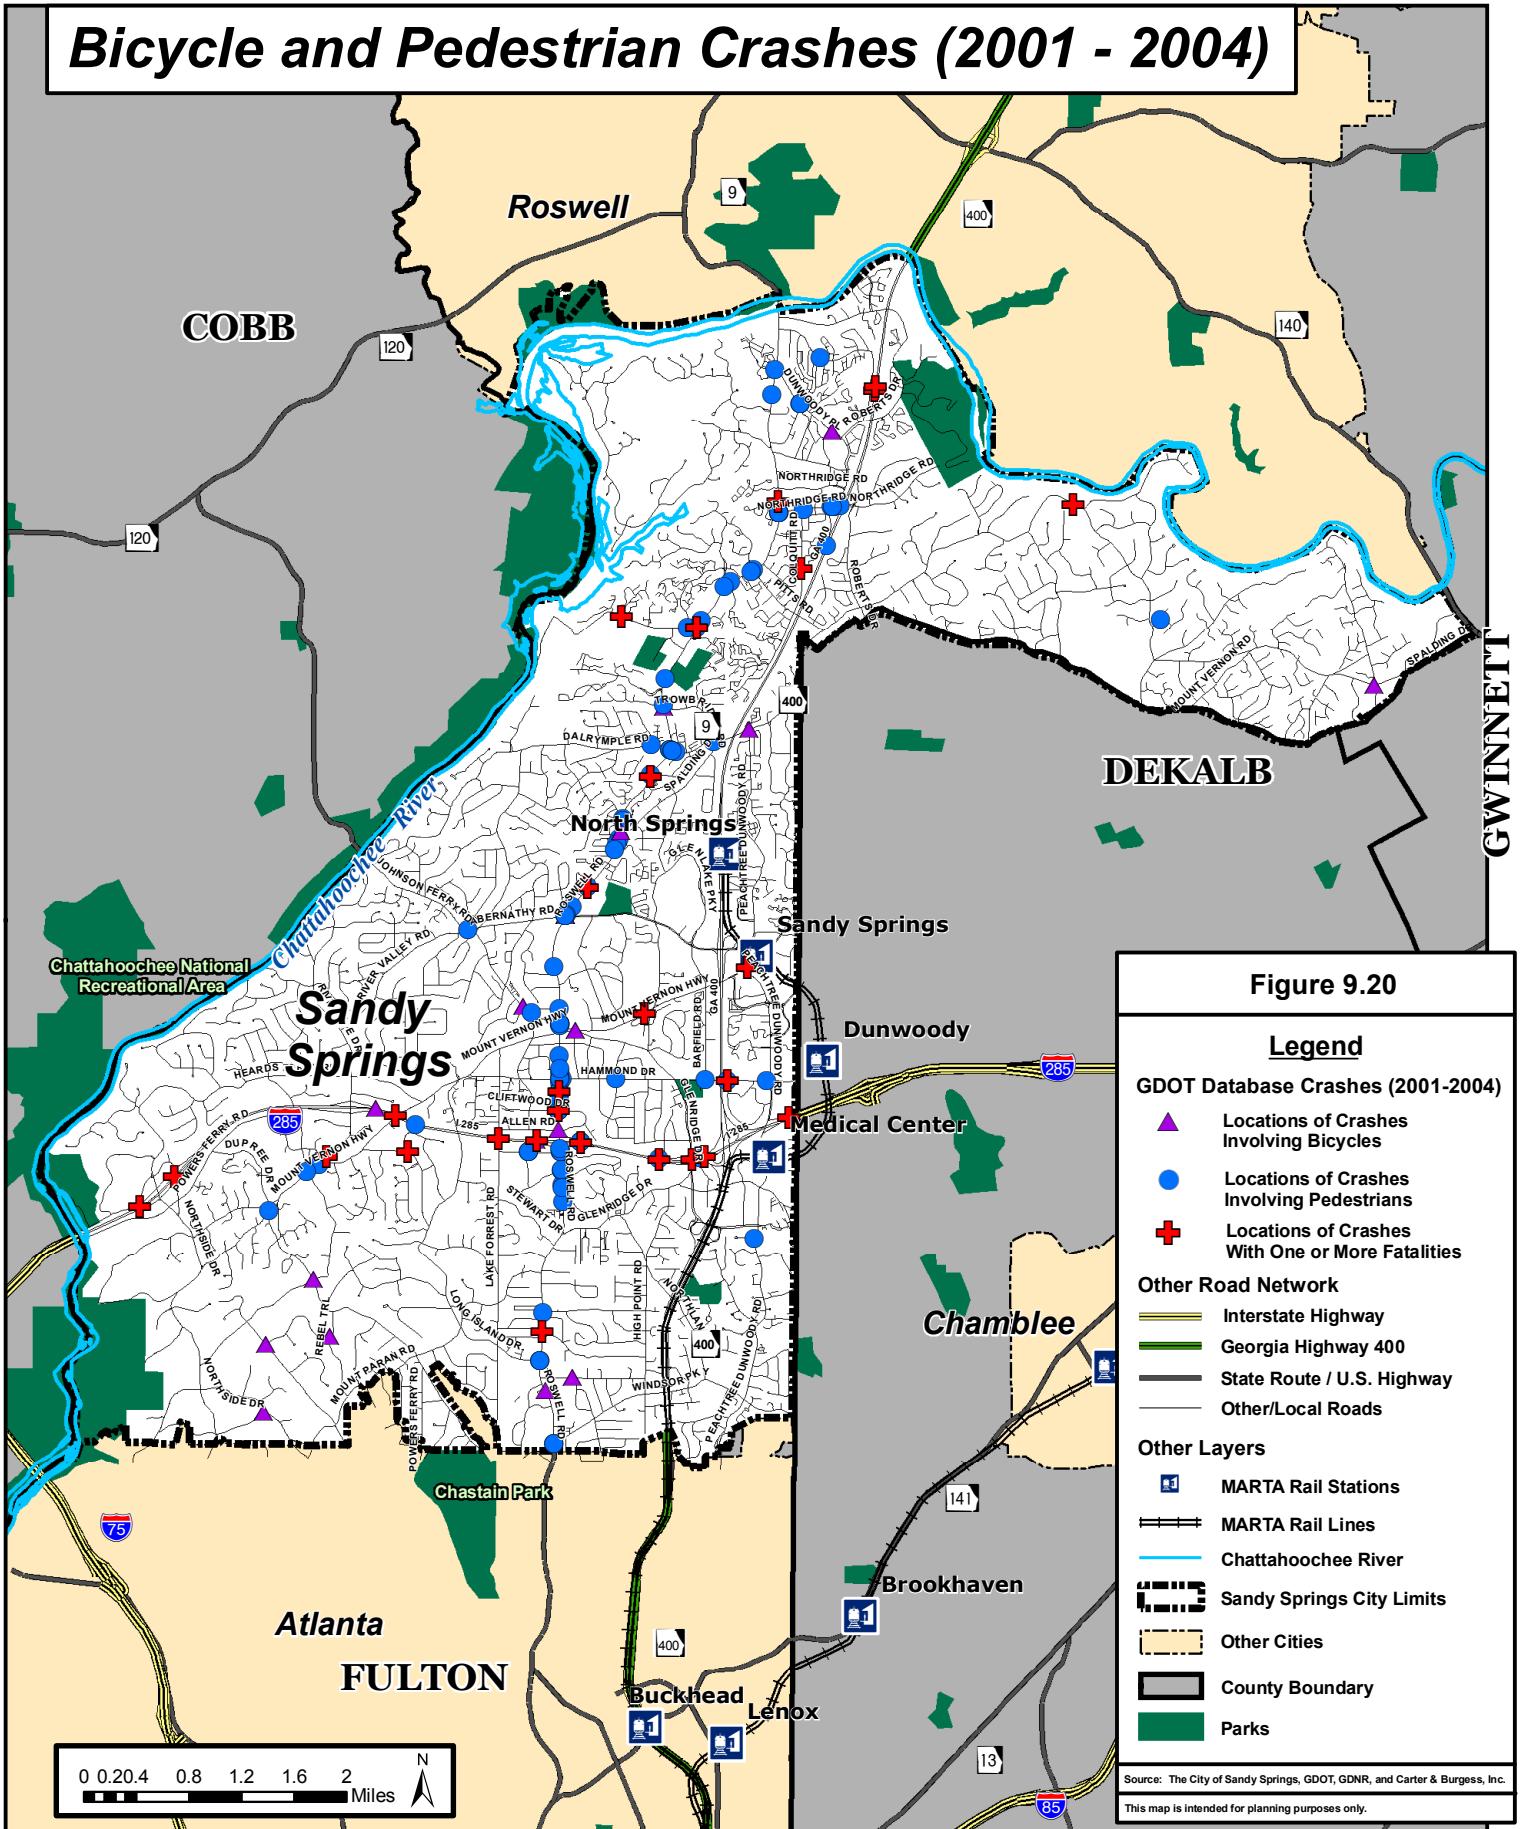 Bicycle and Pedestrian Crashes (2001 - 2004)
Roswell
9
400
COBB
120
140
DUNWOODY PL
ROBERTS DR
NORTHRIDGE RD
NORTHRIDGE RD
NORTHRIDGE RD
120
COLQUITT RD
GA 400
PITTS RD
ROBERTS DR
MOUNT VERNON RD
SPALDING DR
GWINNETT
400
9
DALRYMPLE RD
SPALDING D
DEKALB
PEACHTREE DUNWOODY RD
North Springs
Chattahoochee River
GLENLAKE PKY
JOHNSON FERRY RD
ROSWELL RD
ABERNATHY RD
Sandy Springs
RIVER VALLEY RD
Chattahoochee National
Recreational Area
Sandy
Springs
MOUNT VERNON HWY
MOUNT VERNON HWY
GA 400
BARFIELD RD
PEACHTREE DUNWOODY RD
Dunwoody
285
HEARDS
HAMMOND DR
CLIFTWOOD DR
ALLEN RD
GLENRIDGE DR
285
I-285
I-285
Medical Center
POWERS FERRY RD
DUPREE DR
MOUNT VERNON HWY
NORTHSIDE DR
LAKE FORREST RD
STEWART DR
ROSWELL RD
GLENRIDGE DR
HIGH POINT RD
NORTHLAN
LONG ISLAND DR
REBEL TRL
400
Chamblee
NORTHSIDE DR
MOUNT PARAN RD
POWERS FERRY RD
ROSWELL RD
WINDSOR PKY
PEACHTREE DUNWOODY RD
Chastain Park
75
141
Brookhaven
Atlanta
FULTON
400
Buckhead
Lenox
13
85
0 0.20.4 0.8 1.2 1.6 2
Miles
N
Figure 9.20
Legend
GDOT Database Crashes (2001-2004)
Locations of Crashes
Involving Bicycles
Locations of Crashes
Involving Pedestrians
Locations of Crashes
With One or More Fatalities
Other Road Network
Interstate Highway
Georgia Highway 400
State Route / U.S. Highway
Other/Local Roads
Other Layers
MARTA Rail Stations
MARTA Rail Lines
Chattahoochee River
Sandy Springs City Limits
Other Cities
County Boundary
Parks
Source: The City of Sandy Springs, GDOT, GDNR, and Carter & Burgess, Inc.
This map is intended for planning purposes only.